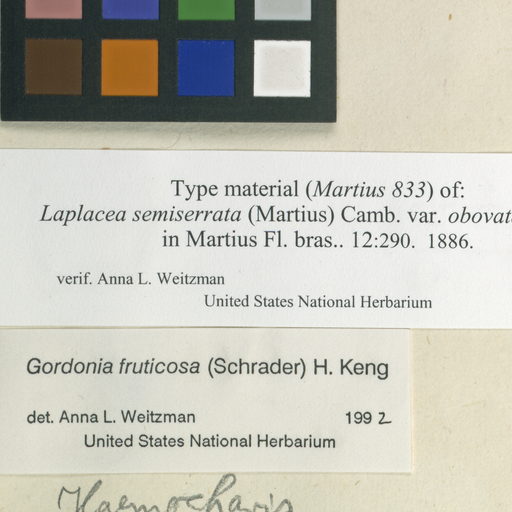 Type material (Martius 833) of:
Laplacea semiserrata (Martius) Camb. var. obovat
in Martius Fl. bras.. 12:290. 1886.
verif. Anna L. Weitzman
United States National Herbarium
Gordonia fruticosa (Schrader) H. Keng
det. Anna L. Weitzman 1992
United States National Herbarium
Haemocharis